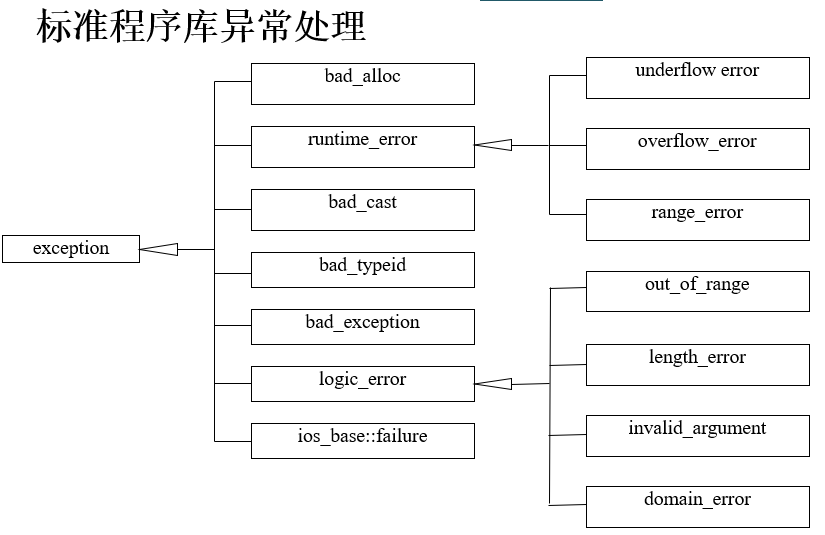 标准程序库异常处理
exception
bad_alloc
runtime_error
bad_cast
bad_typeid
bad_exception
logic_error
ios_base::failure
underflow error
overflow_error
range_error
out_of_range
length_error
invalid_argument
domain_error